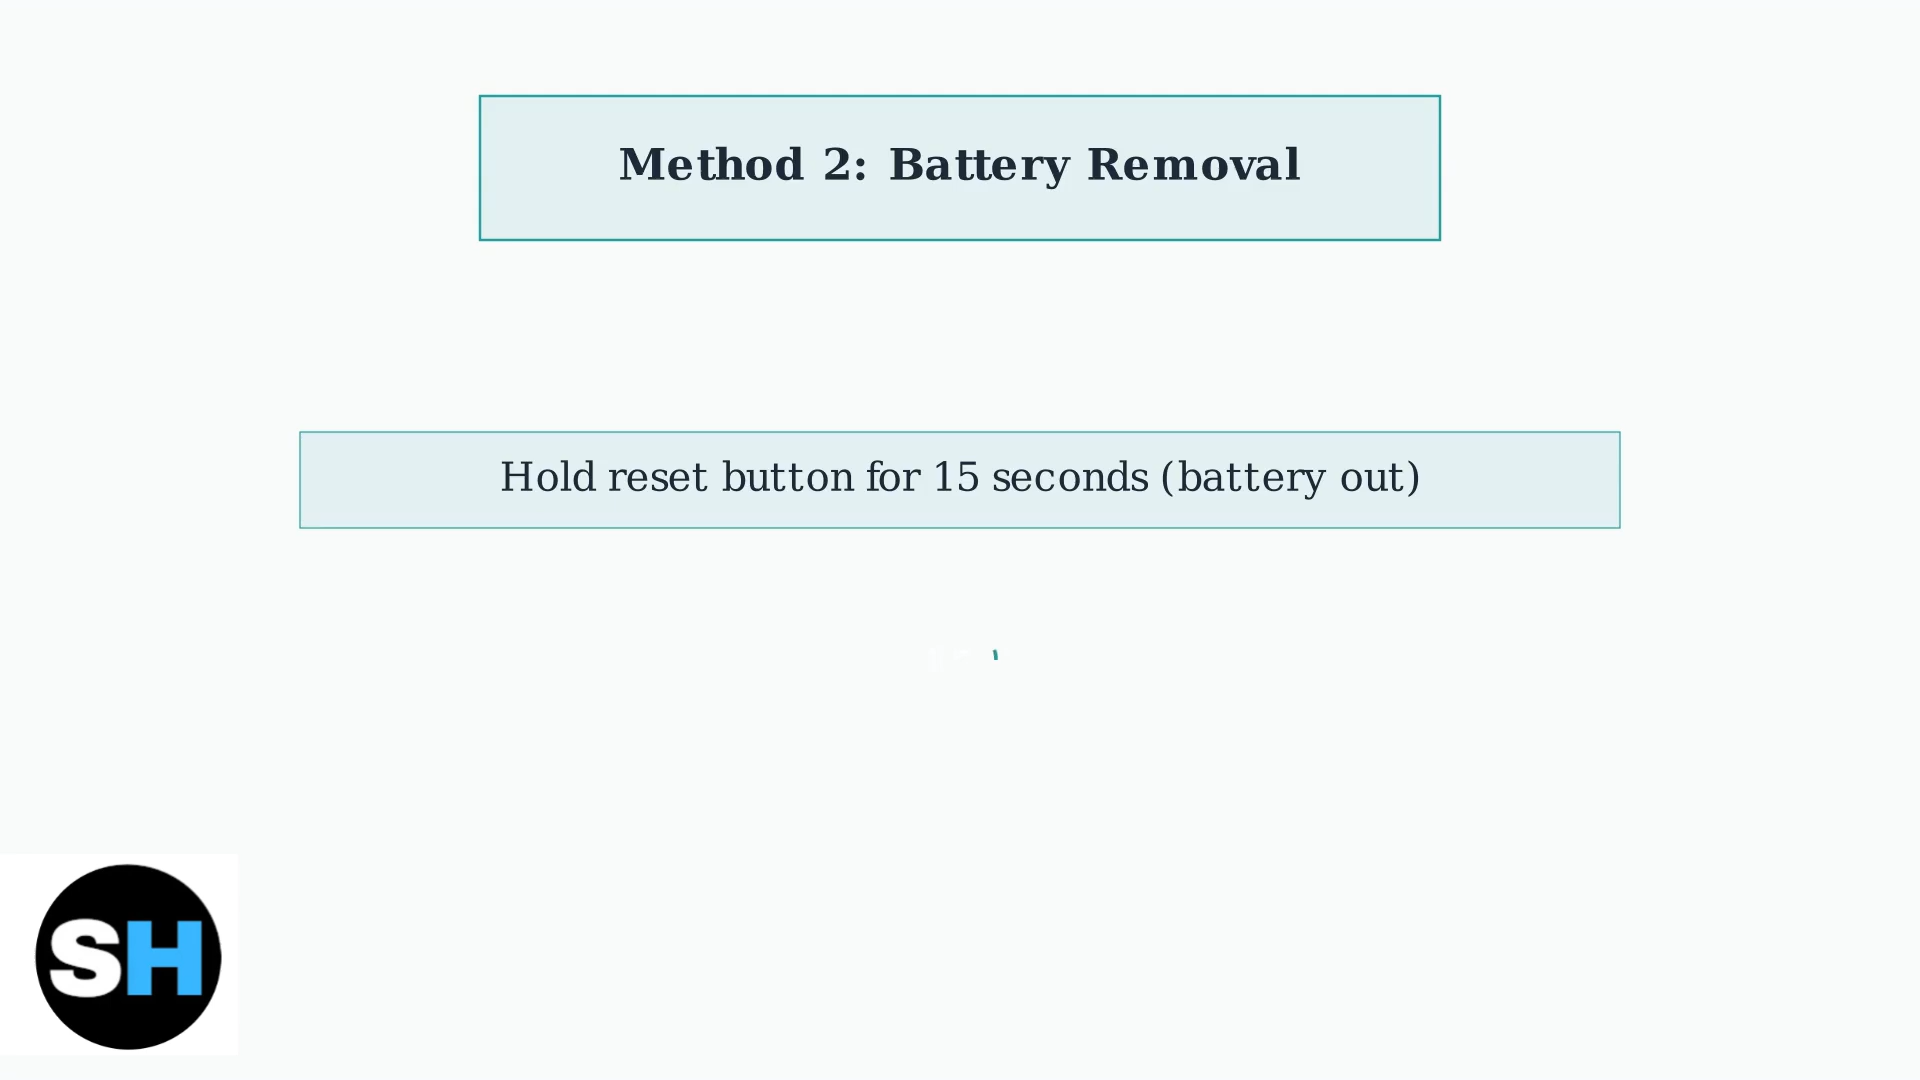 Method 2: Battery Removal
Hold reset button for 15 seconds (battery out)
SH